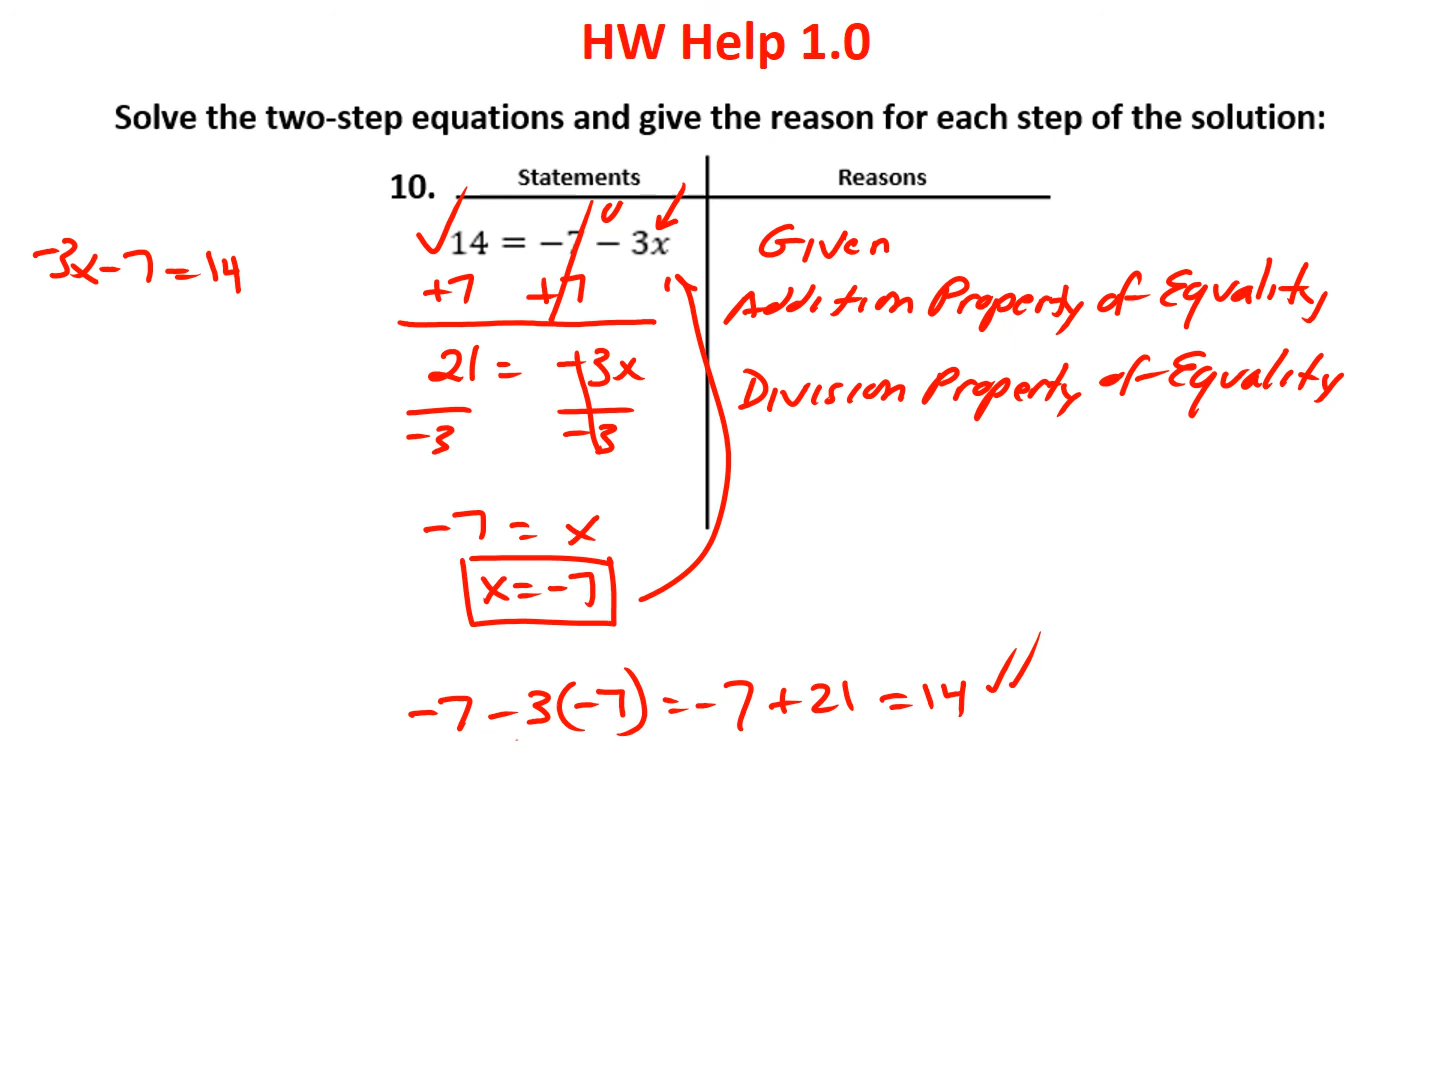 HW Help 1.0
Solve the two-step equations and give the reason for each step of the solution:
10. Statements Reasons
14 = −7 − 3x Given
-3x-7=14
+7 +7 Addition Property of Equality
21 = -3x Division Property of Equality
-3 -3
-7 = x
x=-7
-7-3(-7)=-7+21=14